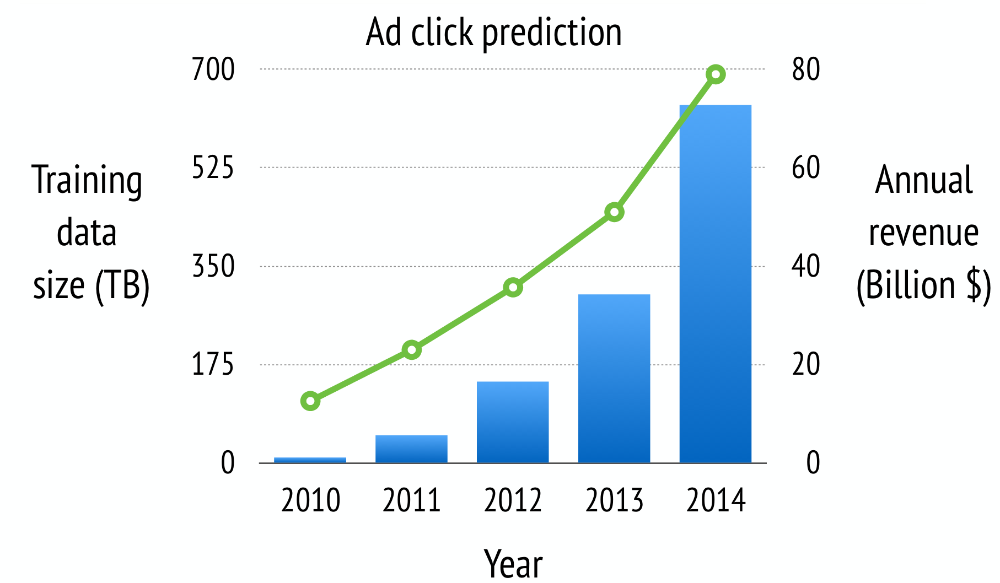 Ad click prediction
700
525
350
175
0
Training
data
size (TB)
80
60
40
20
0
Annual
revenue
(Billion $)
2010 2011 2012 2013 2014
Year